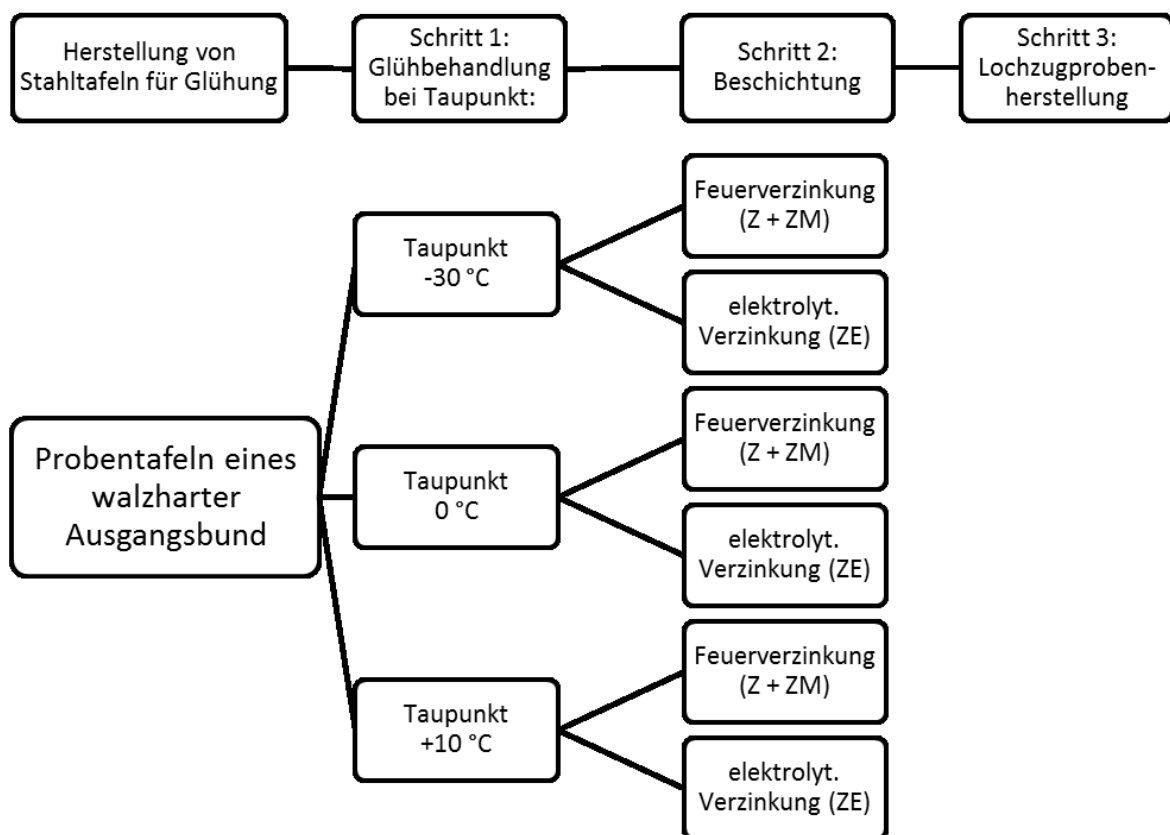 Herstellung von
Stahltafeln für Glühung
Schritt 1:
Glühbehandlung
bei Taupunkt:
Schritt 2:
Beschichtung
Schritt 3:
Lochzugproben-
herstellung
Probentafeln eines
walzharter
Ausgangsbund
Taupunkt
-30 °C
Feuerverzinkung
(Z + ZM)
elektrolyt.
Verzinkung (ZE)
Taupunkt
0 °C
Feuerverzinkung
(Z + ZM)
elektrolyt.
Verzinkung (ZE)
Taupunkt
+10 °C
Feuerverzinkung
(Z + ZM)
elektrolyt.
Verzinkung (ZE)